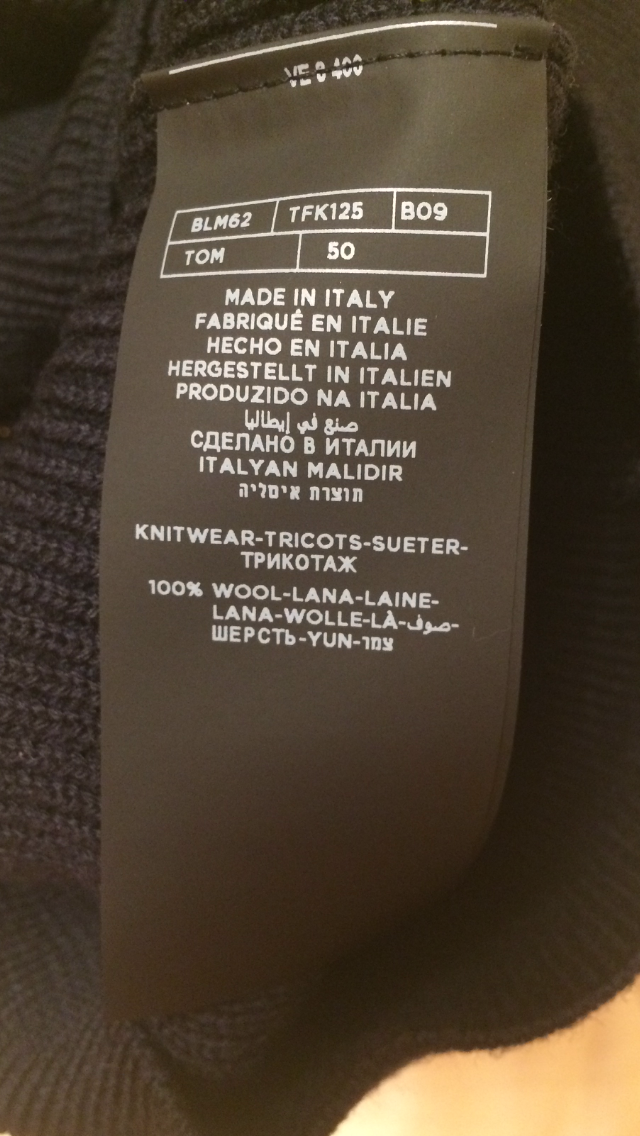 BLM62 TFK125 B09
TOM 50
MADE IN ITALY
FABRIQUÉ EN ITALIE
HECHO EN ITALIA
HERGESTELLT IN ITALIEN
PRODUZIDO NA ITALIA
صنع في إيطاليا
СДЕЛАНО В ИТАЛИИ
ITALYAN MALIDIR
תוצרת איטליה
KNITWEAR-TRICOTS-SUETER-
ТРИКОТАЖ
100% WOOL-LANA-LAINE-
LANA-WOLLE-LÀ-صوف-
ШЕРСТЬ-YUN-צמר